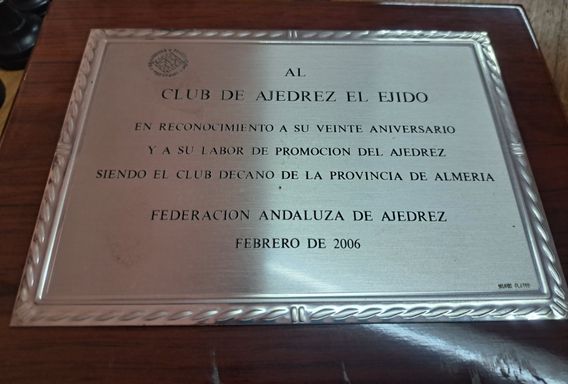 AL
CLUB DE AJEDREZ EL EJIDO
EN RECONOCIMIENTO A SU VEINTE ANIVERSARIO
Y A SU LABOR DE PROMOCION DEL AJEDREZ
SIENDO EL CLUB DECANO DE LA PROVINCIA DE ALMERIA
FEDERACION ANDALUZA DE AJEDREZ
FEBRERO DE 2006